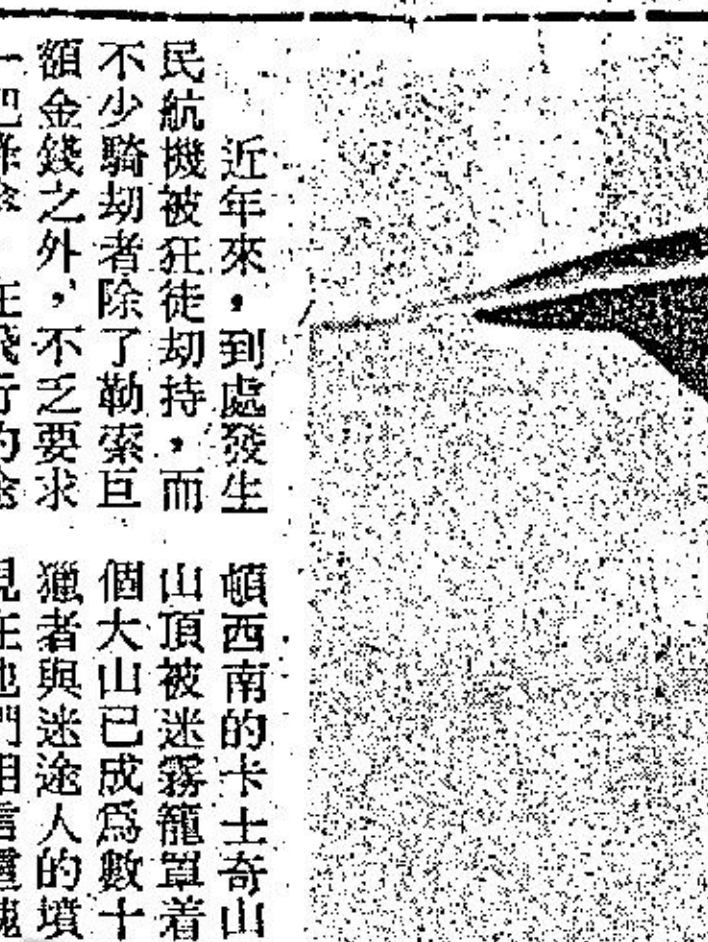 近年來，到處發生
民航機被狂徒劫持，而
不少騎劫者除了勒索巨
額金錢之外，不乏要求
頓西南的卡士奇山
山頂被迷霧籠罩着
個大山已成爲數十
獵者與迷途人的墳